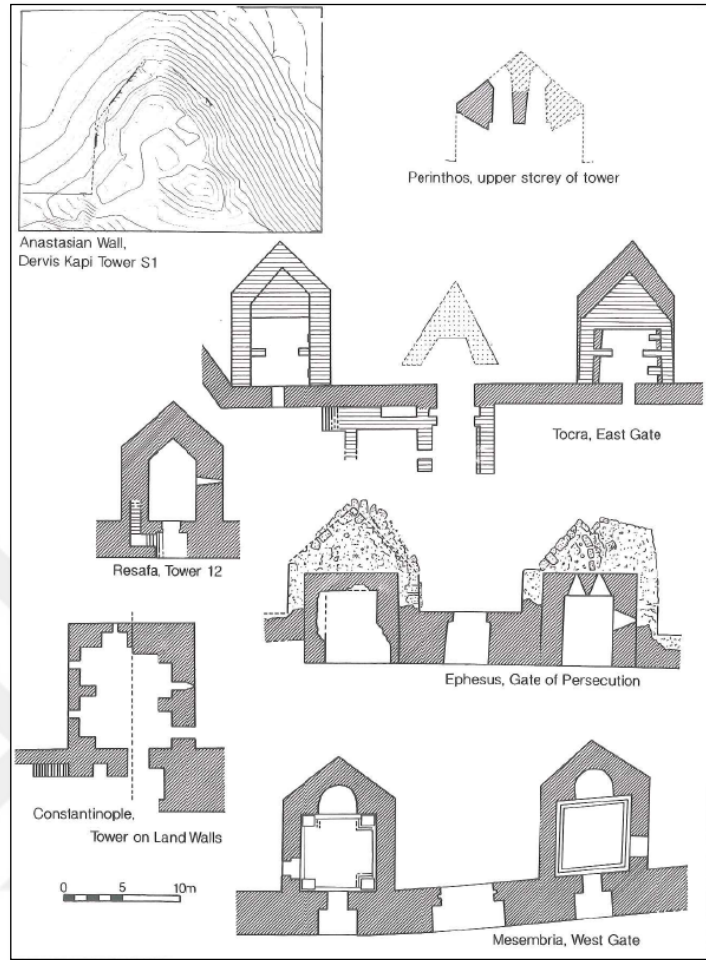 Anastasian Wall,
Dervis Kapi Tower S1
Perinthos, upper storey of tower
Tocra, East Gate
Resafa, Tower 12
Ephesus, Gate of Persecution
Constantinople,
Tower on Land Walls
0 5 10m
Mesembria, West Gate